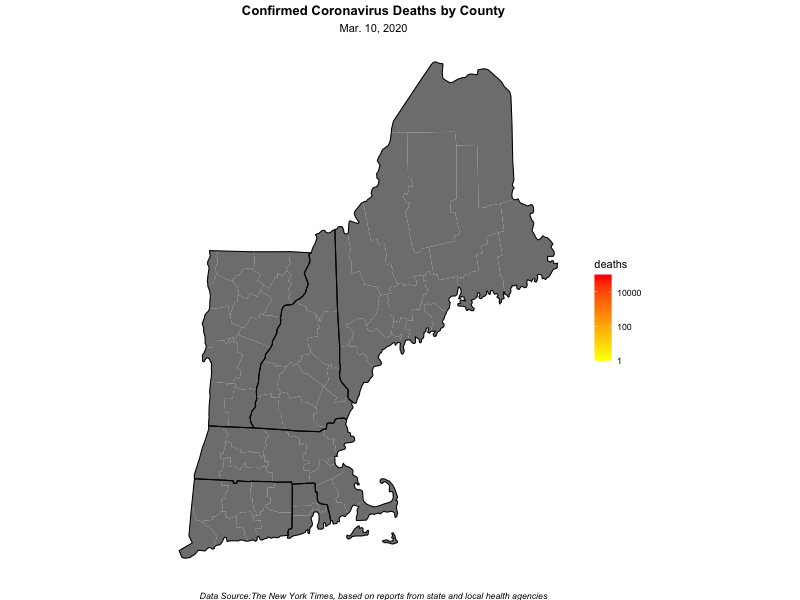 Confirmed Coronavirus Deaths by County
Mar. 10, 2020
deaths
10000
100
1
Data Source:The New York Times, based on reports from state and local health agencies